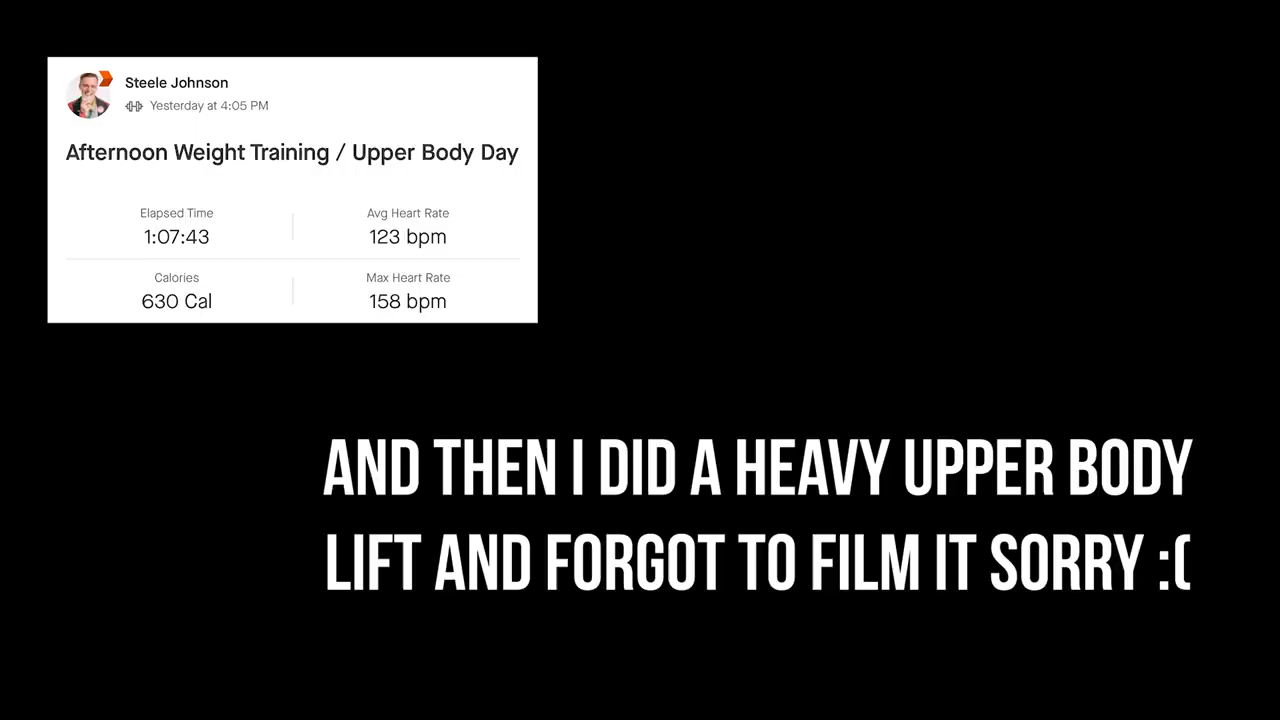 Steele Johnson
Yesterday at 4:05 PM
Afternoon Weight Training / Upper Body Day
Elapsed Time
1:07:43
Avg Heart Rate
123 bpm
Calories
630 Cal
Max Heart Rate
158 bpm
AND THEN I DID A HEAVY UPPER BODY
LIFT AND FORGOT TO FILM IT SORRY :(